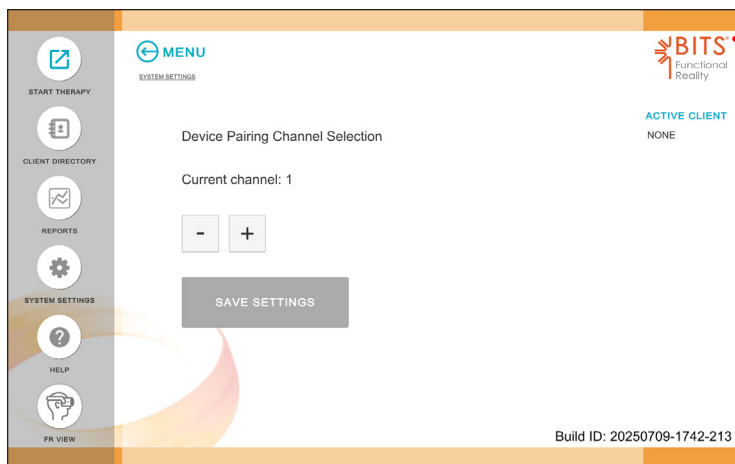 START THERAPY
CLIENT DIRECTORY
REPORTS
SYSTEM SETTINGS
HELP
FR VIEW
MENU
SYSTEM SETTINGS
Device Pairing Channel Selection
Current channel: 1
- +
SAVE SETTINGS
BITS
Functional
Reality
ACTIVE CLIENT
NONE
Build ID: 20250709-1742-213